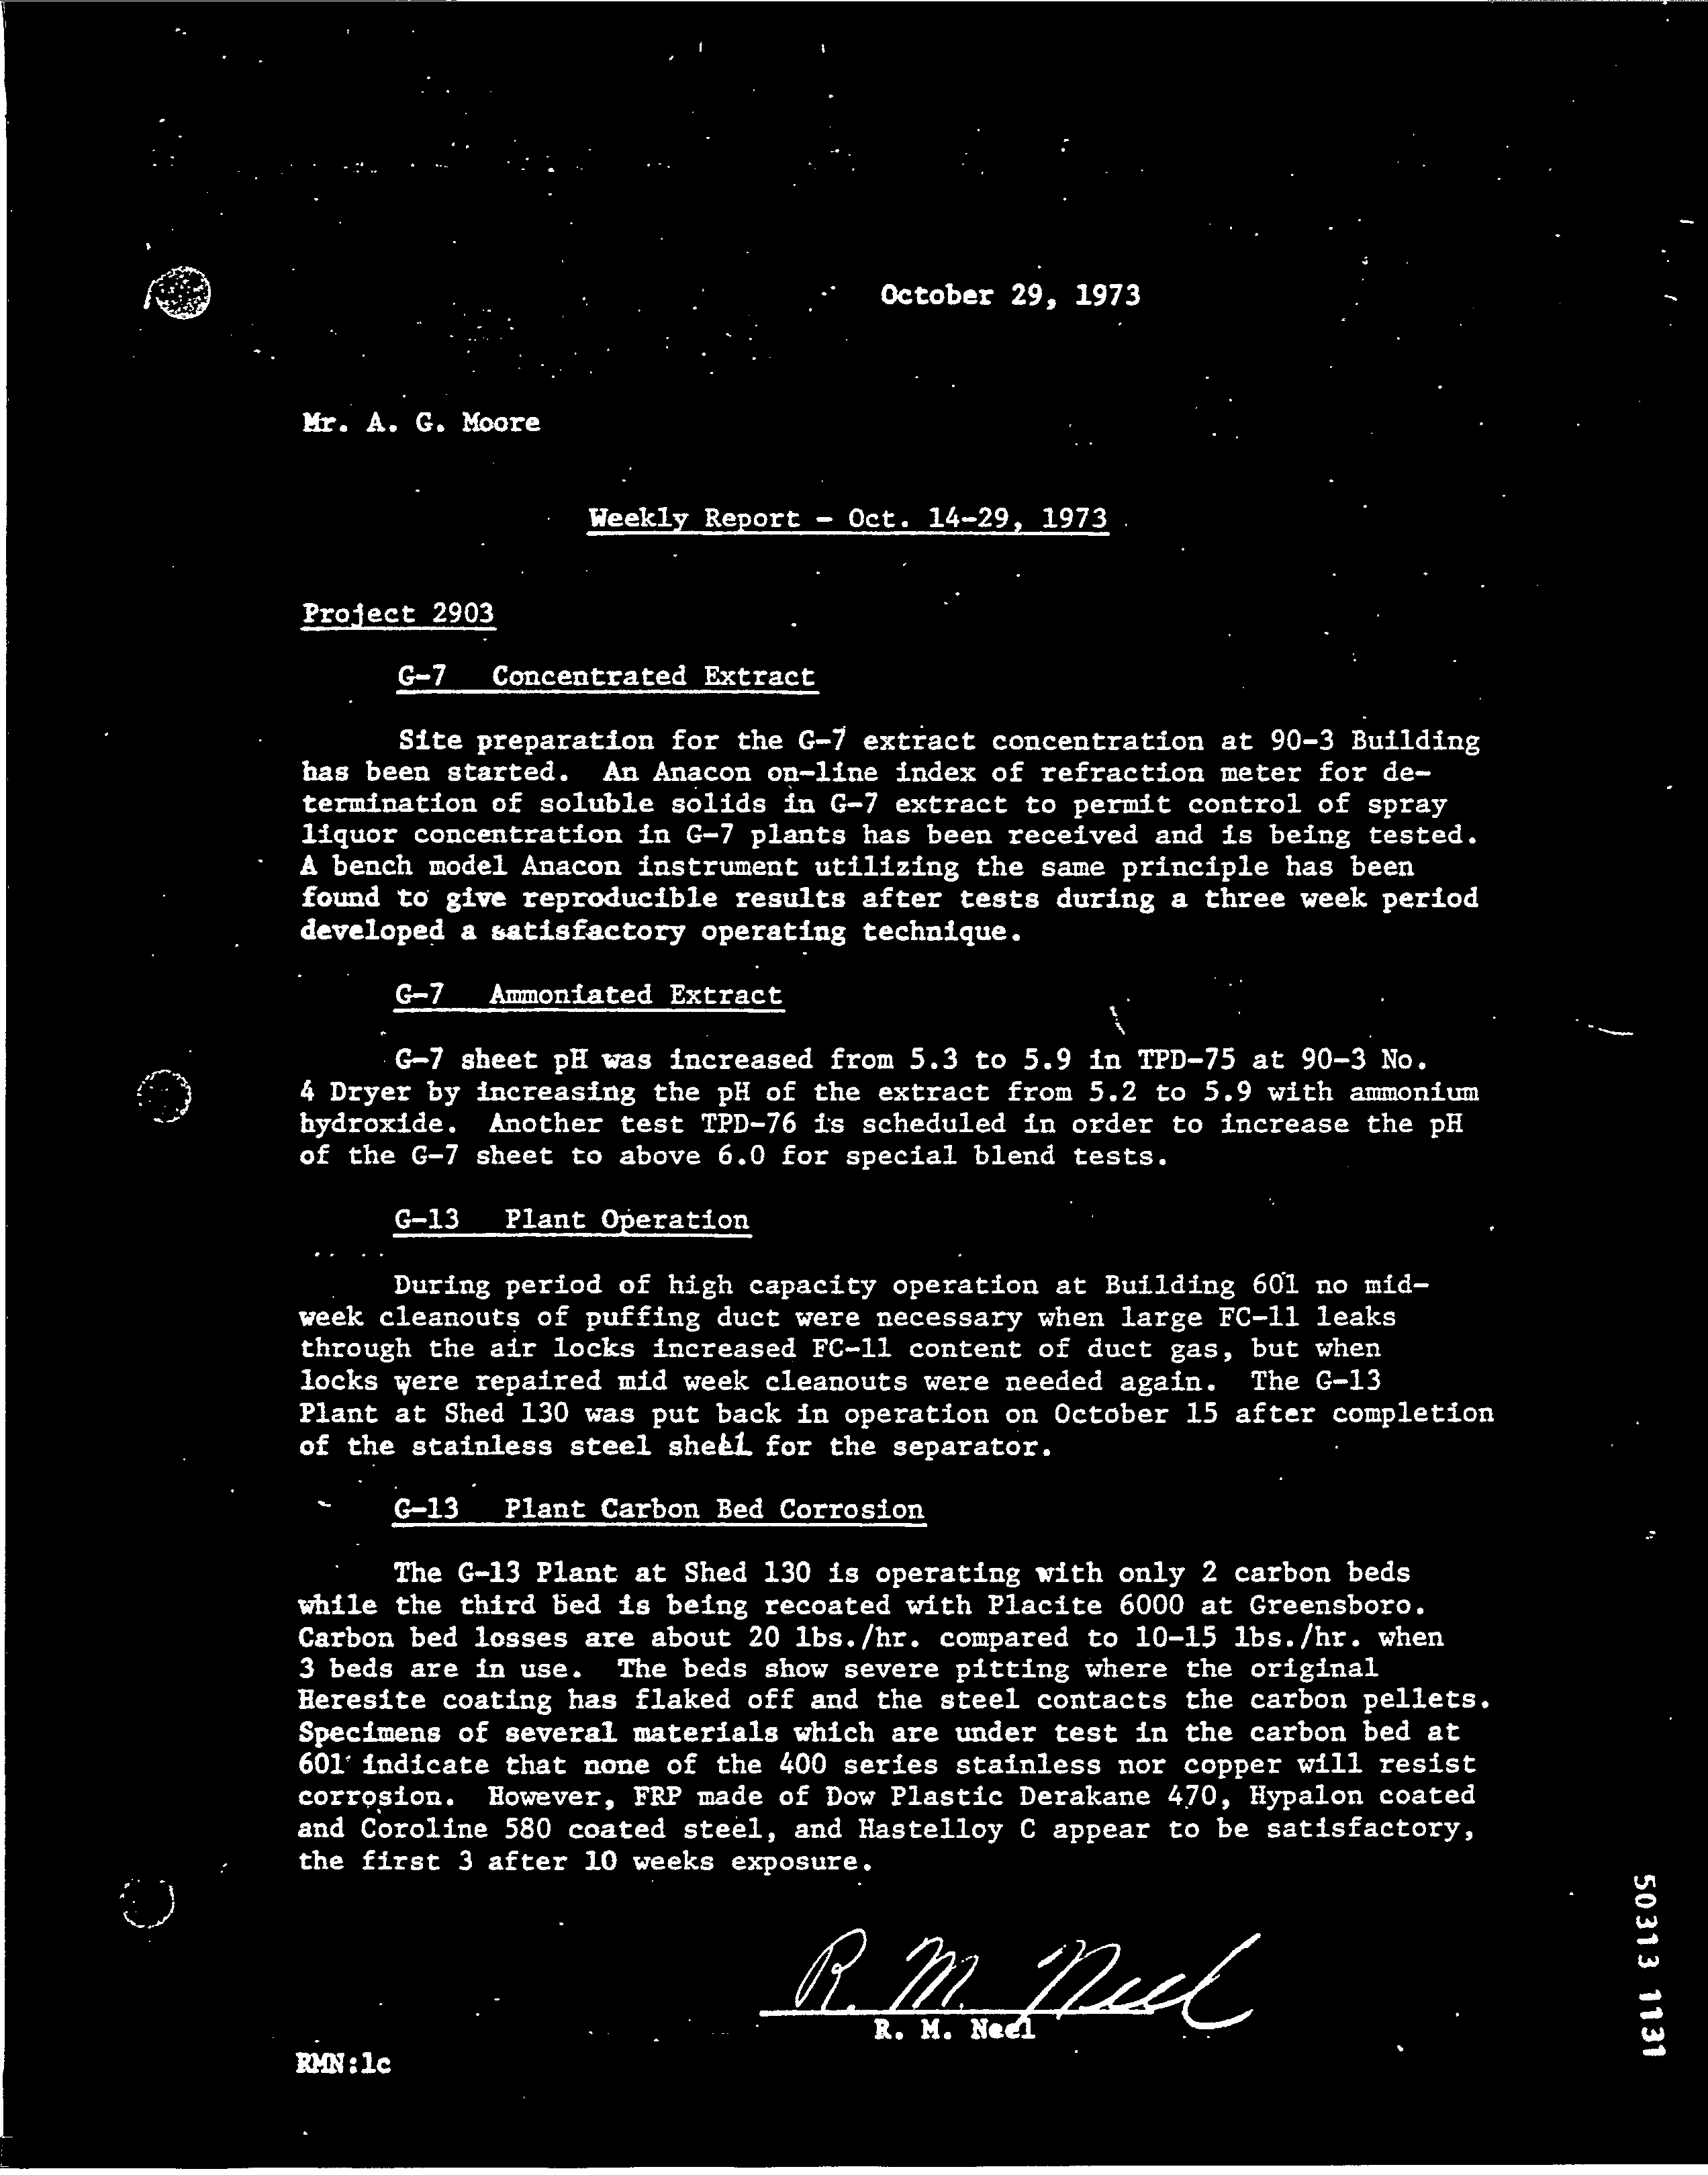 October 29, 1973
Mr. A. G. Moore
Weekly Report - Oct. 14-29, 1973
Project 2903
G-7 Concentrated Extract
Site preparation for the G-7 extract concentration at 90-3 Building
has been started. An Anacon on-line index of refraction meter for de-
termination of soluble solids in G-7 extract to permit control of spray
liquor concentration in G-7 plants has been received and is being tested.
A bench model Anacon instrument utilizing the same principle has been
found to give reproducible results after tests during a three week period
developed a satisfactory operating technique.
G-7 Ammoniated Extract
G-7 sheet pH was increased from 5.3 to 5.9 in TPD-75 at 90-3 No.
4 Dryer by increasing the pH of the extract from 5.2 to 5.9 with ammonium
hydroxide. Another test TPD-76 is scheduled in order to increase the pH
of the G-7 sheet to above 6.0 for special blend tests.
G-13 Plant Operation
During period of high capacity operation at Building 601 no mid-
week cleanouts of puffing duct were necessary when large FC-11 leaks
through the air locks increased FC-11 content of duct gas, but when
locks were repaired mid week cleanouts were needed again. The G-13
Plant at Shed 130 was put back in operation on October 15 after completion
of the stainless steel shell for the separator.
G-13 Plant Carbon Bed Corrosion
The G-13 Plant at Shed 130 is operating with only 2 carbon beds
while the third bed is being recoated with Placite 6000 at Greensboro.
Carbon bed losses are about 20 lbs./hr. compared to 10-15 lbs./hr. when
3 beds are in use. The beds show severe pitting where the original
Heresite coating has flaked off and the steel contacts the carbon pellets.
Specimens of several materials which are under test in the carbon bed at
601 indicate that none of the 400 series stainless nor copper will resist
corrosion. However, FRP made of Dow Plastic Derakane 470, Hypalon coated
and Coroline 580 coated steel, and Hastelloy C appear to be satisfactory,
the first 3 after 10 weeks exposure.
R. M. Neel
R. M. Neel
RMN:lc
50313 1131